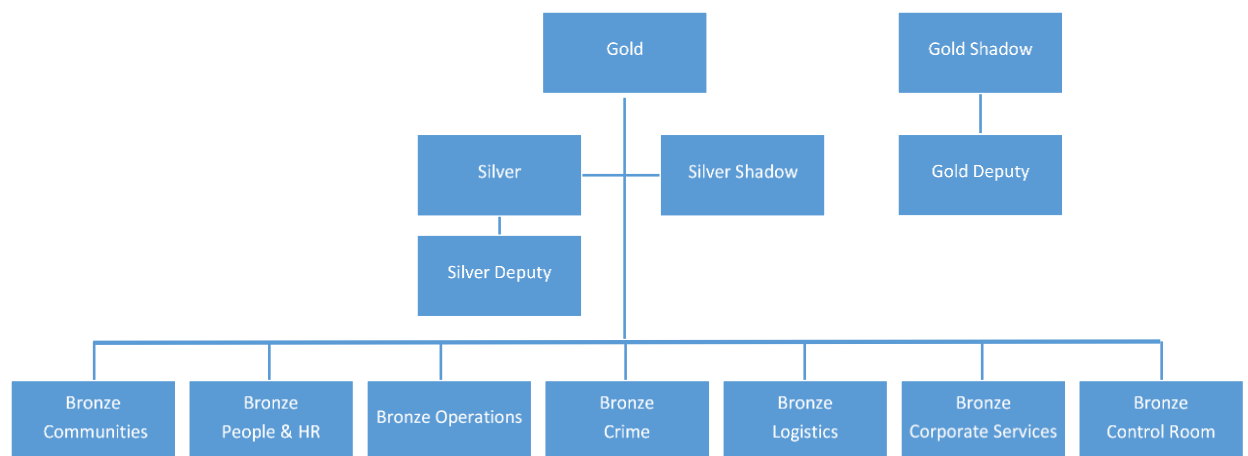 Gold
Gold Shadow
Silver
Silver Shadow
Gold Deputy
Silver Deputy
Bronze
Communities
Bronze
People & HR
Bronze Operations
Bronze
Crime
Bronze
Logistics
Bronze
Corporate Services
Bronze
Control Room